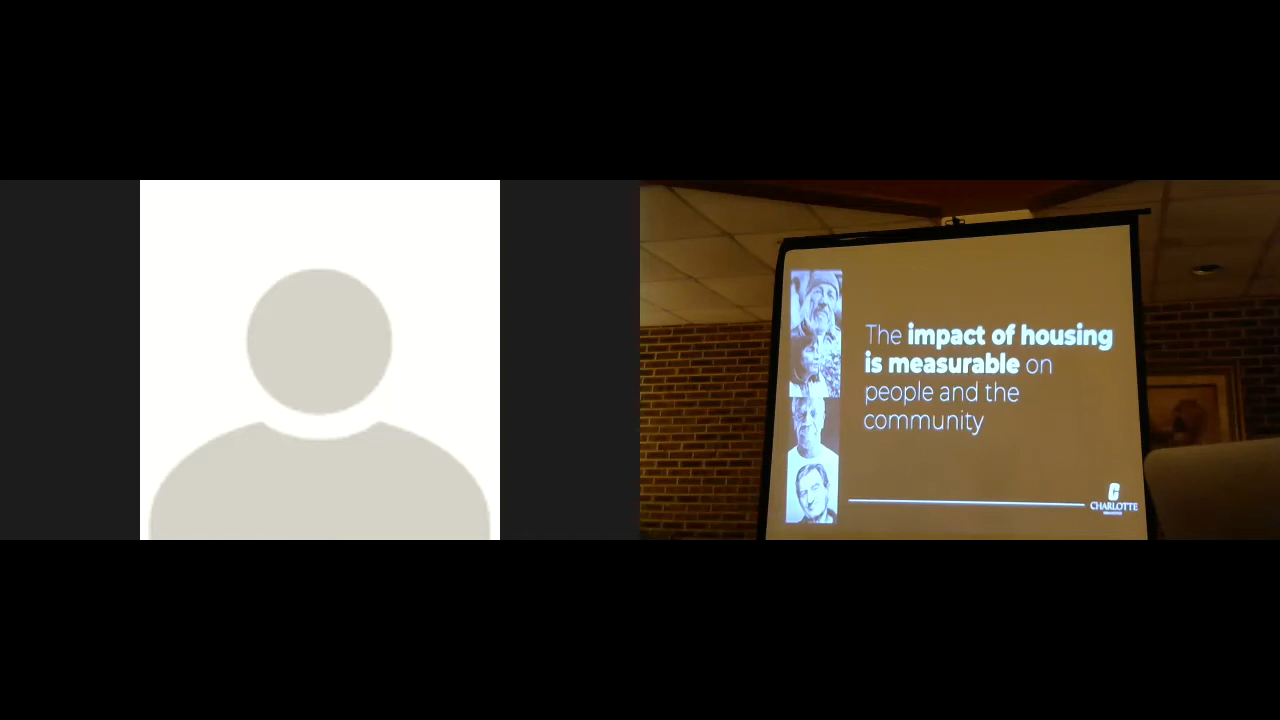 The impact of housing
is measurable on
people and the
community
CHARLOTTE